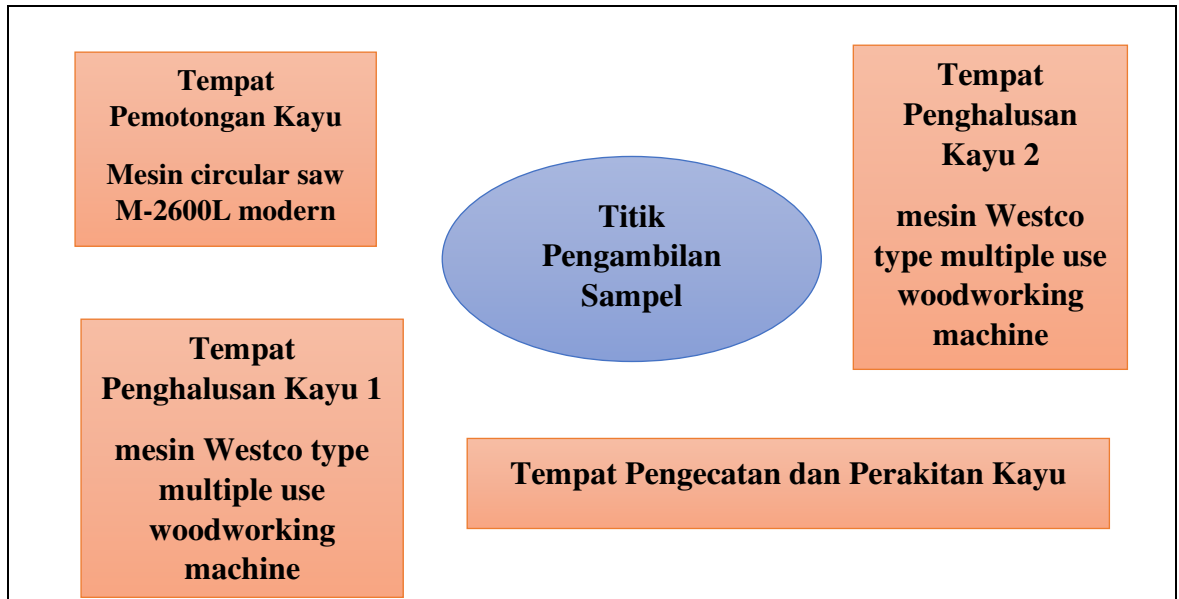 Tempat
Pemotongan Kayu
Mesin circular saw
M-2600L modern
Titik
Pengambilan
Sampel
Tempat
Penghalusan
Kayu 2
mesin Westco
type multiple use
woodworking
machine
Tempat
Penghalusan Kayu 1
mesin Westco type
multiple use
woodworking
machine
Tempat Pengecatan dan Perakitan Kayu